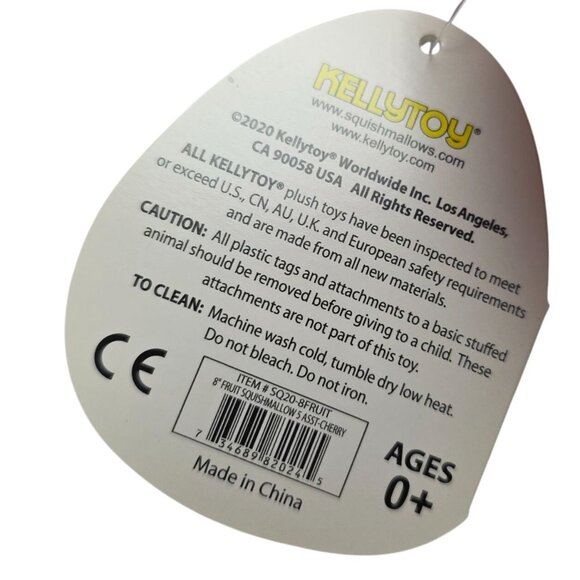 KELLYTOY®
www.squishmallows.com
www.kellytoy.com
©2020 Kellytoy® Worldwide Inc. Los Angeles,
CA 90058 USA All Rights Reserved.
ALL KELLYTOY® plush toys have been inspected to meet
or exceed U.S., CN, AU, U.K. and European safety requirements
and are made from all new materials.
CAUTION: All plastic tags and attachments to a basic stuffed
animal should be removed before giving to a child. These
attachments are not part of this toy.
TO CLEAN: Machine wash cold, tumble dry low heat.
Do not bleach. Do not iron.
CE
ITEM # SQ20-8FRUIT
8" FRUIT SQUISHMALLOW 5 ASST-CHERRY
7 34689 82024 5
Made in China
AGES
0+